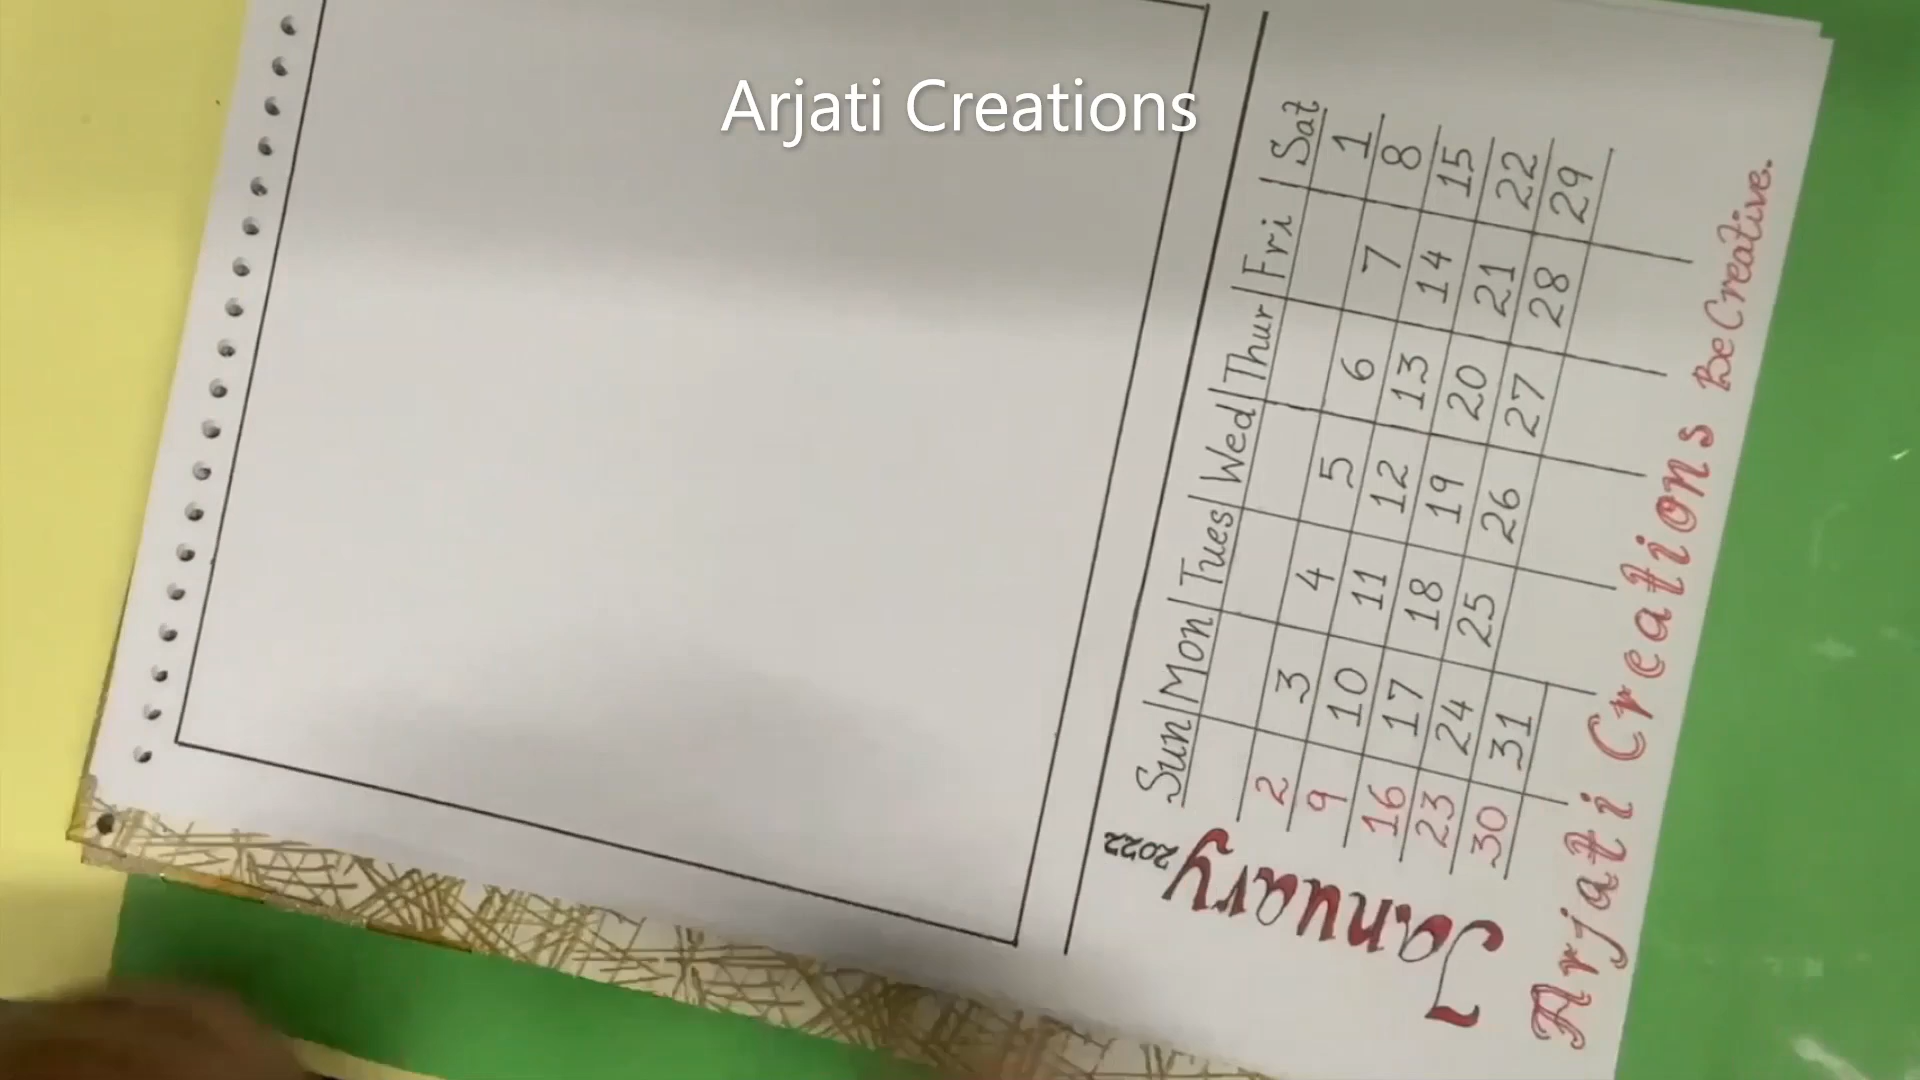 Arjati Creations
January 2022
Sun Mon Tues Wed Thur Fri Sat
1
2 3 4 5 6 7 8
9 10 11 12 13 14 15
16 17 18 19 20 21 22
23 24 25 26 27 28 29
30 31
Arjati Creations Be Creative.